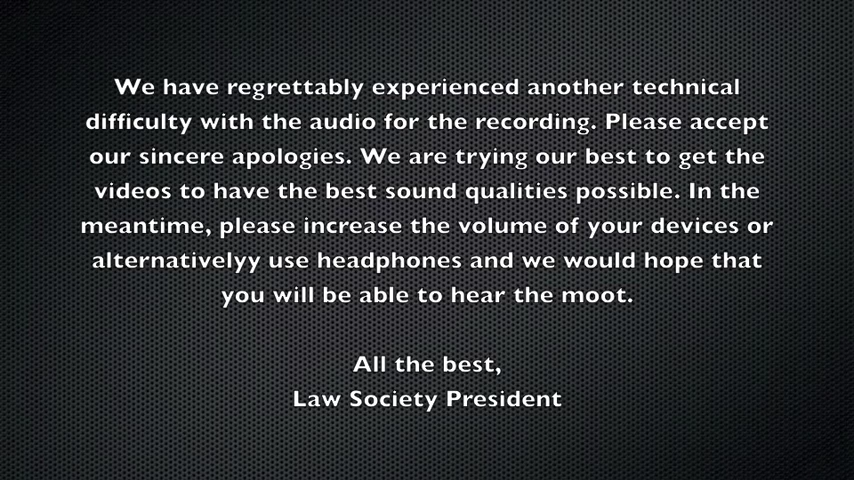 We have regrettably experienced another technical
difficulty with the audio for the recording. Please accept
our sincere apologies. We are trying our best to get the
videos to have the best sound qualities possible. In the
meantime, please increase the volume of your devices or
alternativelyy use headphones and we would hope that
you will be able to hear the moot.
All the best,
Law Society President